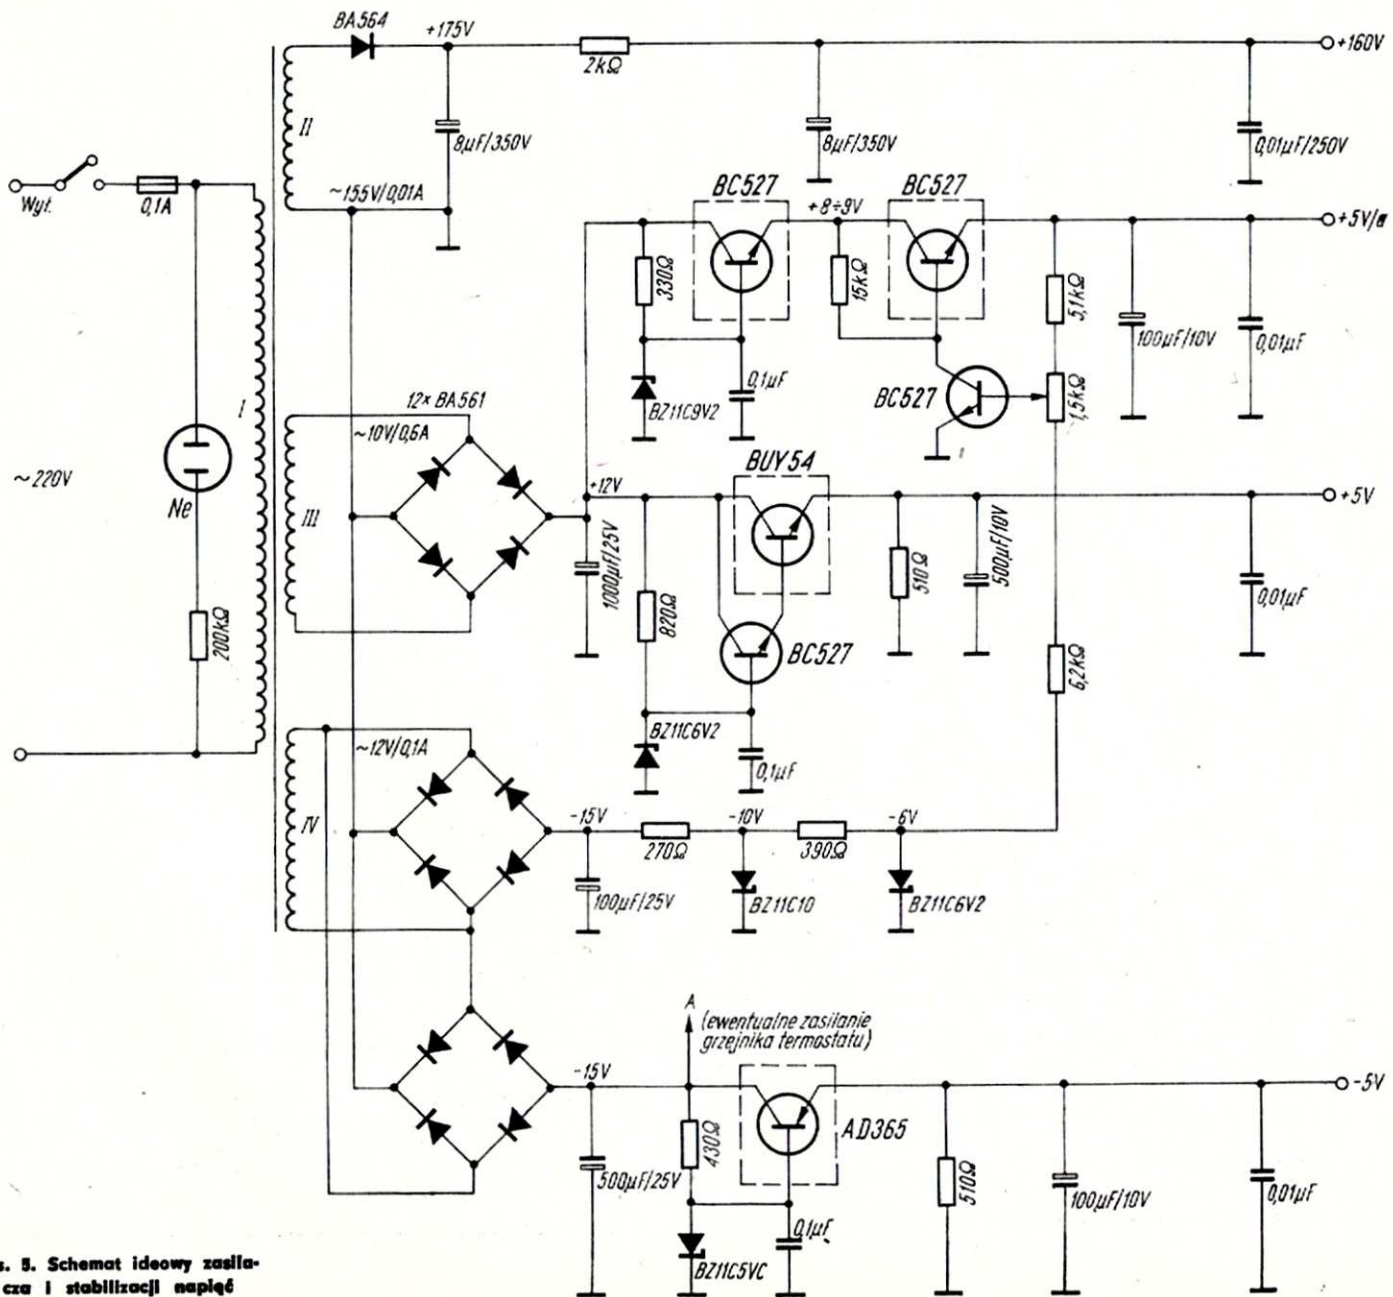 BA564
+175V
2kΩ
+160V
8µF/350V
8µF/350V
0,01µF/250V
II
~155V/0,01A
Wył.
0,1A
BC527
+8÷9V
BC527
+5V/a
330Ω
15kΩ
5,1kΩ
100µF/10V
0,01µF
BZ11C9V2
0,1µF
BC527
1,5kΩ
I
12× BA561
~10V/0,6A
III
~220V
Ne
200kΩ
+12V
BUY54
+5V
1000µF/25V
820Ω
510Ω
500µF/10V
0,01µF
BC527
6,2kΩ
BZ11C6V2
0,1µF
~12V/0,1A
IV
-15V
270Ω
-10V
390Ω
-6V
100µF/25V
BZ11C10
BZ11C6V2
A
(ewentualne zasilanie
grzejnika termostatu)
-15V
-5V
AD365
430Ω
500µF/25V
510Ω
100µF/10V
0,01µF
0,1µF
BZ11C5VC
s. 5. Schemat ideowy zasila-
cza i stabilizacji napięć